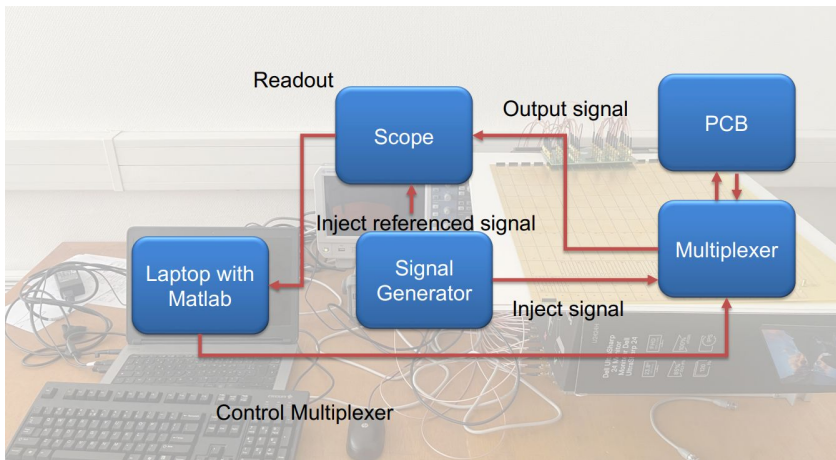 Readout
Scope
Output signal
PCB
Inject referenced signal
Laptop with
Matlab
Signal
Generator
Multiplexer
Inject signal
Control Multiplexer